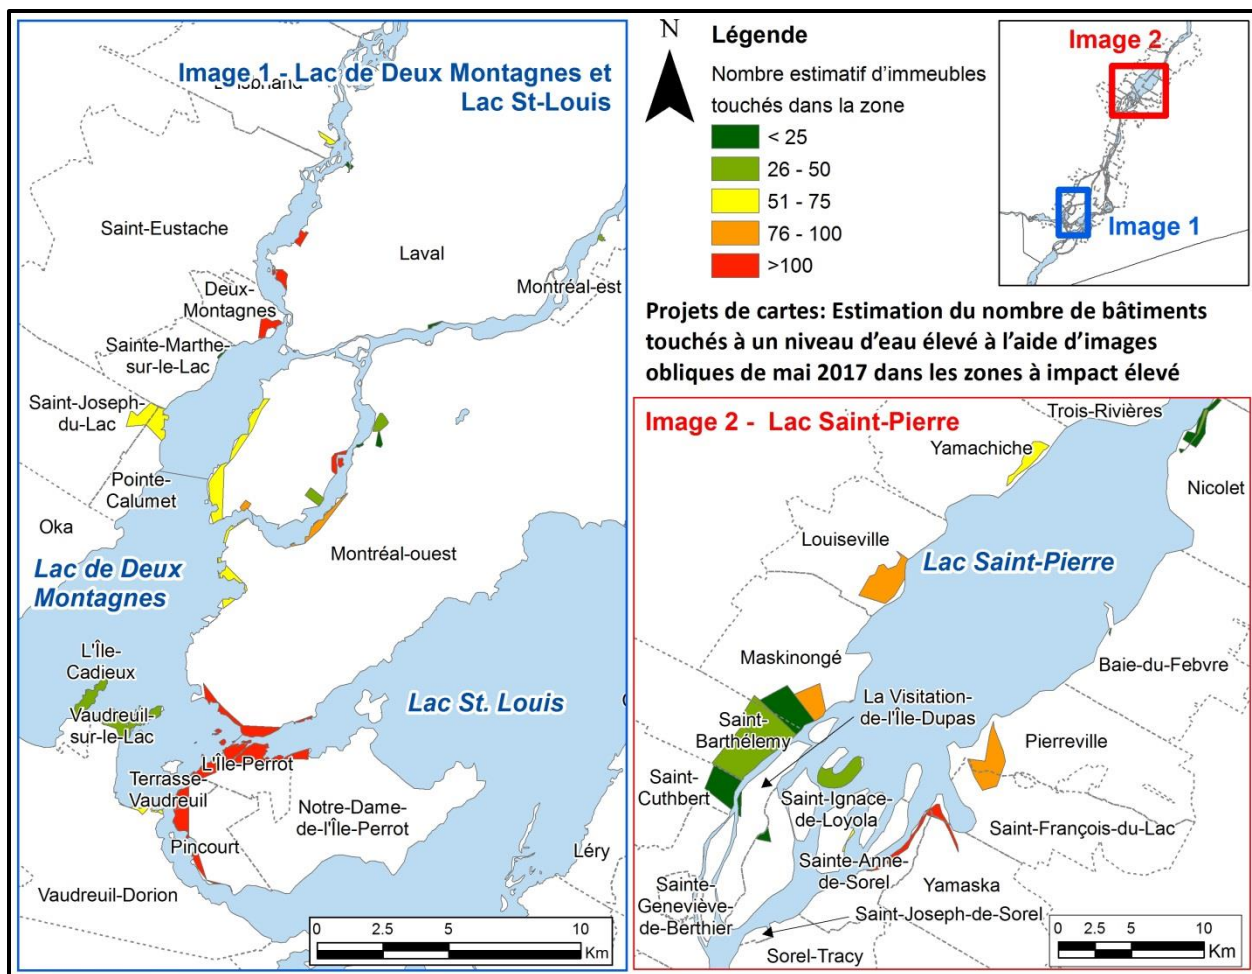 Image 1 - Lac de Deux Montagnes et
Lac St-Louis
Saint-Eustache
Laval
Deux-
Montagnes
Montréal-est
Sainte-Marthe-
sur-le-Lac
Saint-Joseph-
du-Lac
Pointe-
Calumet
Oka
Montréal-ouest
Lac de Deux
Montagnes
L'Île-
Cadieux
Vaudreuil-
sur-le-Lac
Lac St. Louis
L'Île-Perrot
Terrasse-
Vaudreuil
Notre-Dame-
de-l'Île-Perrot
Pincourt
Léry
Vaudreuil-Dorion
0 2.5 5 10
Km
N
Légende
Nombre estimatif d'immeubles
touchés dans la zone
< 25
26 - 50
51 - 75
76 - 100
>100
Image 2
Image 1
Projets de cartes: Estimation du nombre de bâtiments
touchés à un niveau d'eau élevé à l'aide d'images
obliques de mai 2017 dans les zones à impact élevé
Image 2 - Lac Saint-Pierre
Trois-Rivières
Yamachiche
Nicolet
Louiseville
Lac Saint-Pierre
Maskinongé
Baie-du-Febvre
La Visitation-
de-l'Île-Dupas
Saint-
Barthélemy
Pierreville
Saint-
Cuthbert
Saint-Ignace-
de-Loyola
Saint-François-du-Lac
Sainte-Anne-
de-Sorel
Yamaska
Sainte-
Geneviève-
de-Berthier
Saint-Joseph-de-Sorel
Sorel-Tracy
0 2.5 5 10
Km